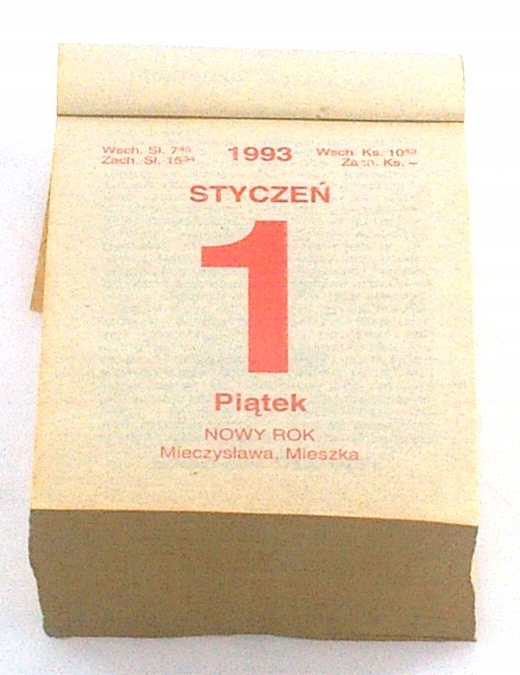 Wsch. Sł. 7⁴⁵ 1993 Wsch. Ks. 10⁴³
Zach. Sł. 15³⁴ Zach. Ks. –
STYCZEŃ
1
Piątek
NOWY ROK
Mieczysława, Mieszka